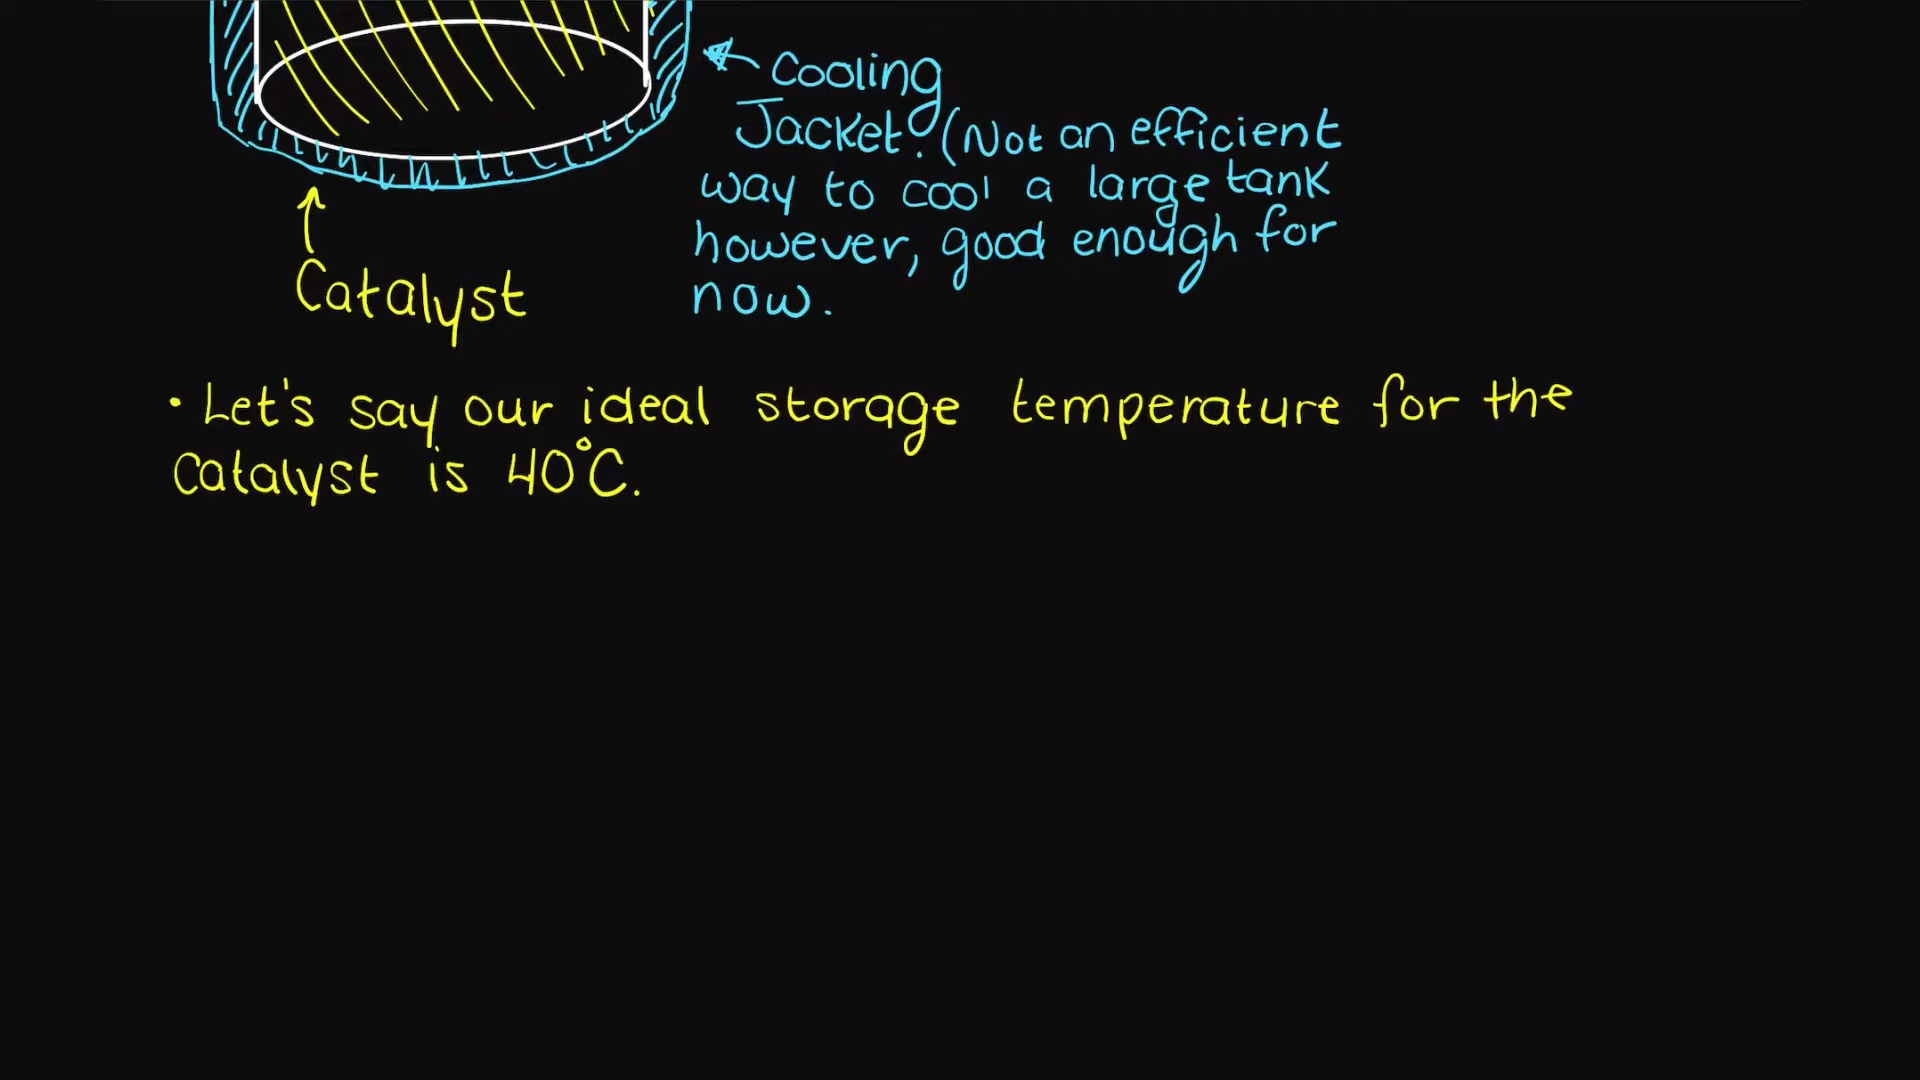 Cooling
Jacket. (Not an efficient
way to cool a large tank
however, good enough for
now.
Catalyst
• Let's say our ideal storage temperature for the
catalyst is 40°C.